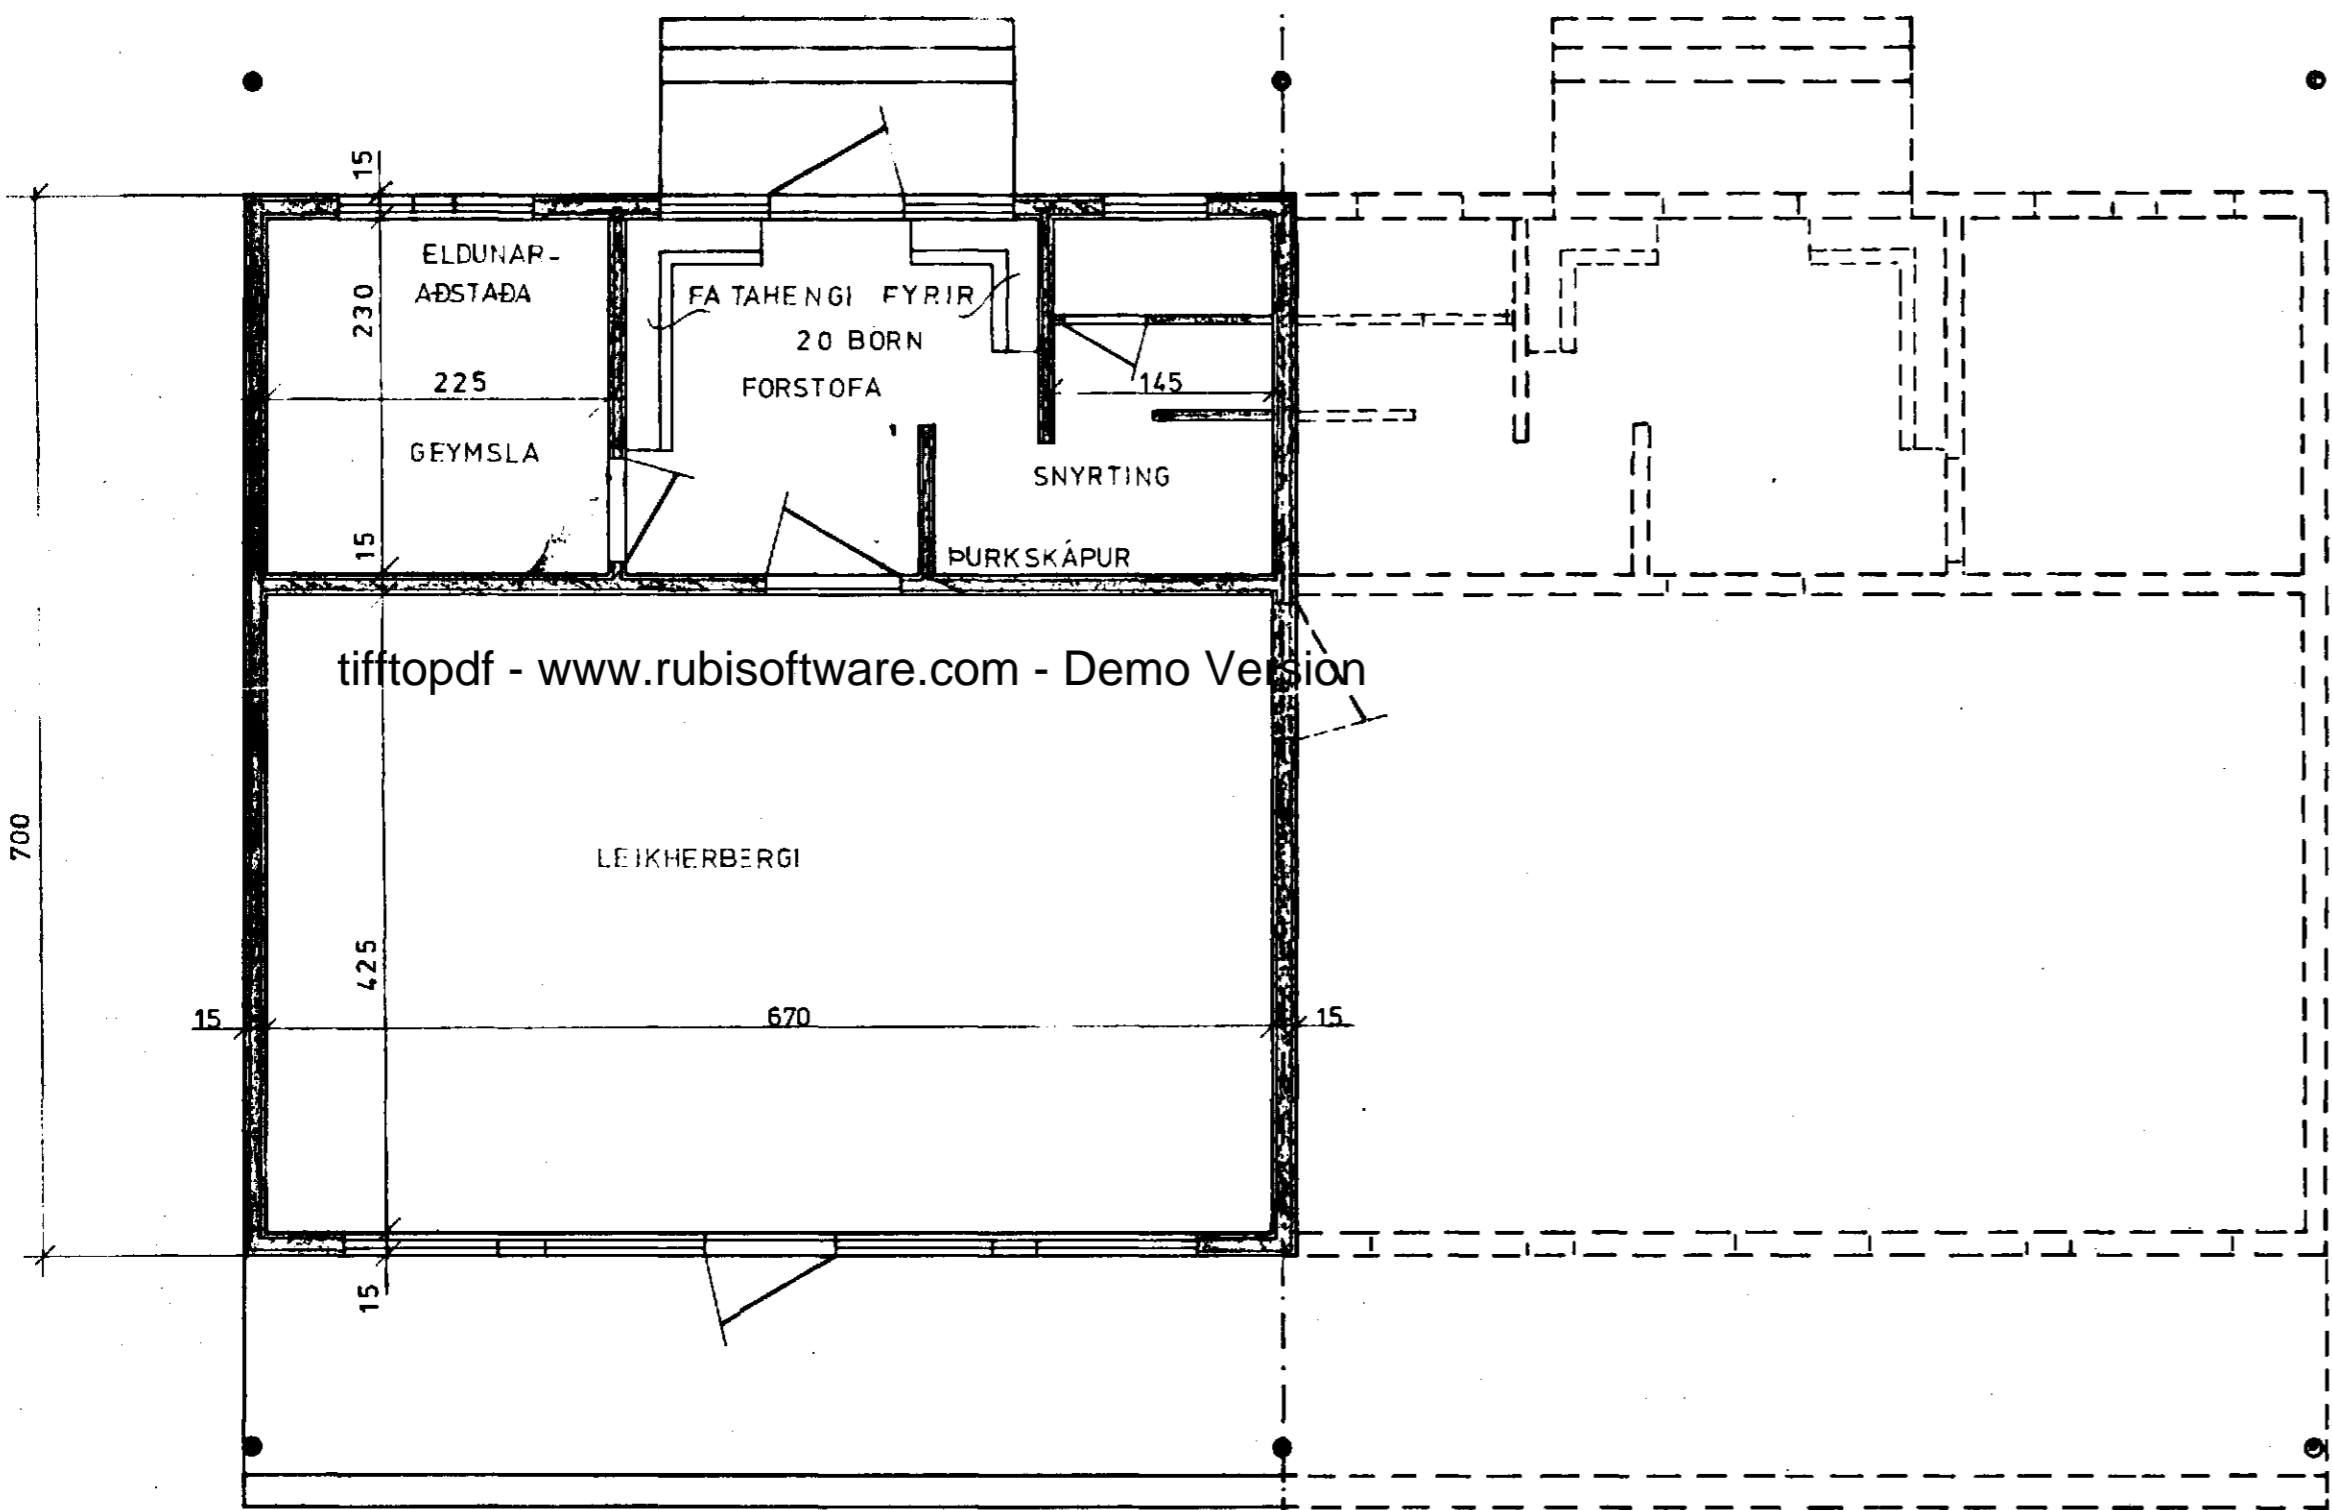 15
ELDUNAR-
AÐSTAÐA
230
FATAHENGI FYRIR
20 BÖRN
225
FORSTOFA
145
GEYMSLA
SNYRTING
15
ÞURKSKÁPUR
tifftopdf - www.rubisoftware.com - Demo Version
700
LEIKHERBERGI
425
15
670
15
15